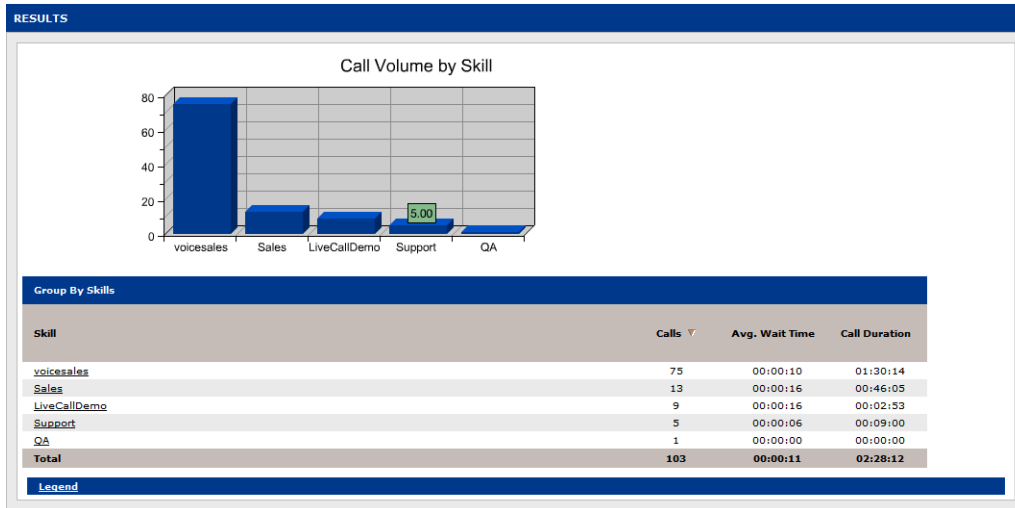 RESULTS
Call Volume by Skill
80
60
40
20
0
5.00
voicesales Sales LiveCallDemo Support QA
Group By Skills
Skill Calls Avg. Wait Time Call Duration
voicesales 75 00:00:10 01:30:14
Sales 13 00:00:16 00:46:05
LiveCallDemo 9 00:00:16 00:02:53
Support 5 00:00:06 00:09:00
QA 1 00:00:00 00:00:00
Total 103 00:00:11 02:28:12
Legend